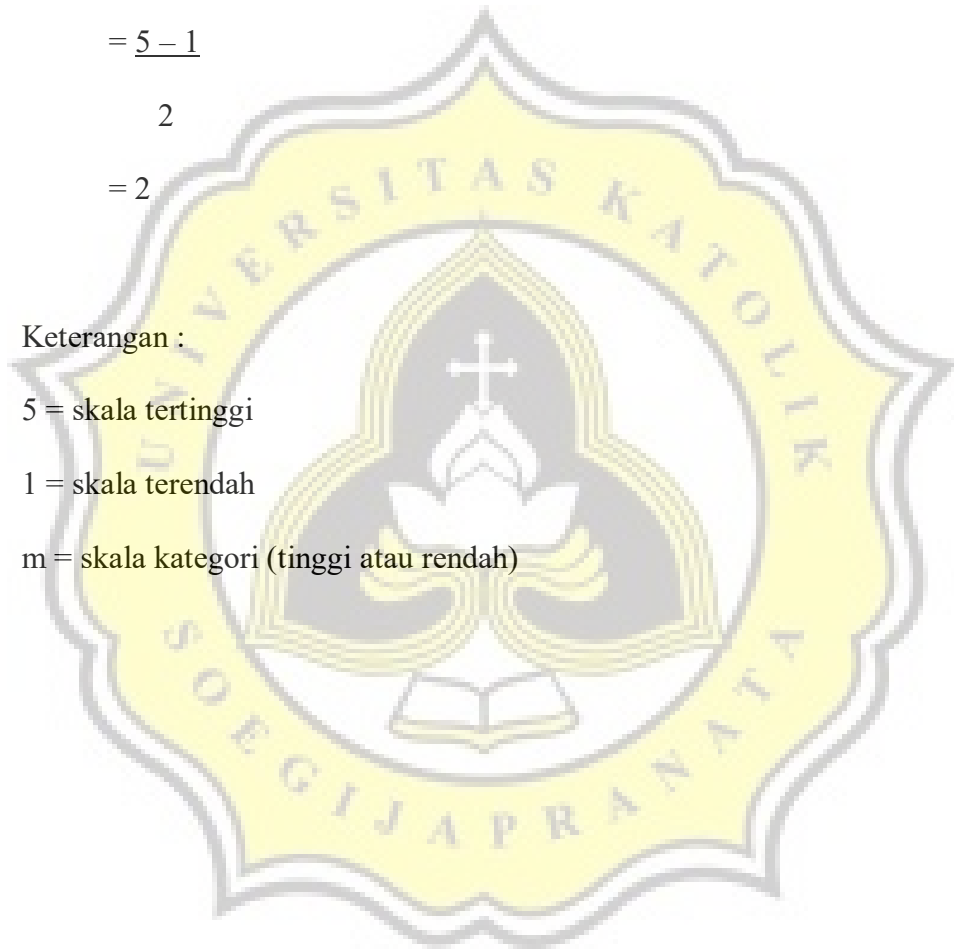 = 5 – 1
2
= 2
Keterangan :
5 = skala tertinggi
1 = skala terendah
m = skala kategori (tinggi atau rendah)
UNIVERSITAS KATOLIK
SOEGIJAPRANATA